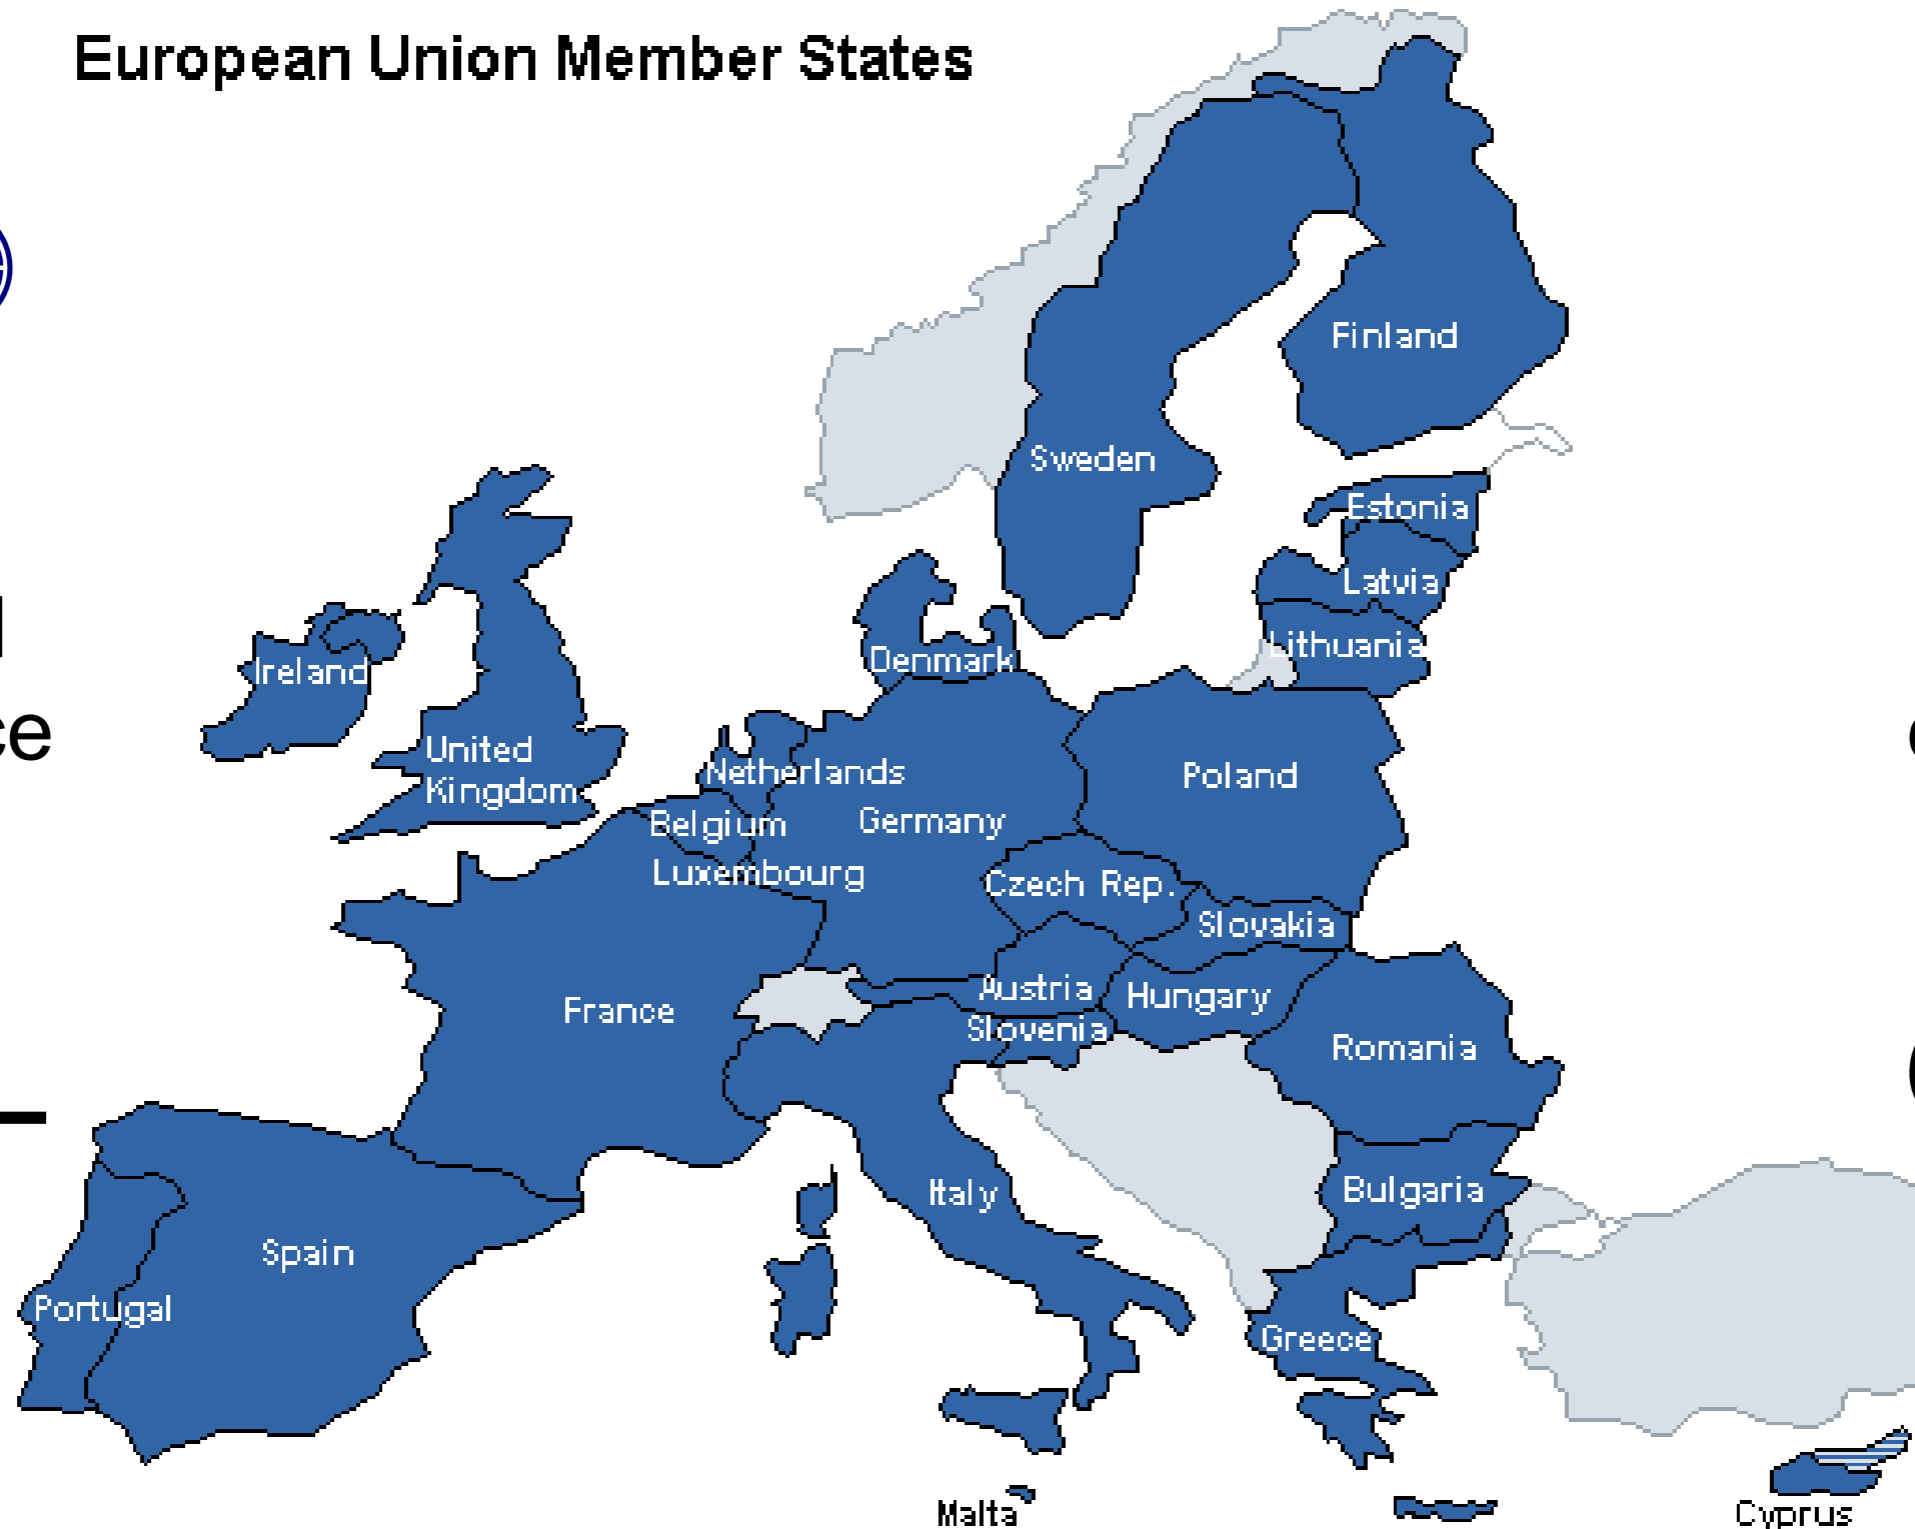 European Union Member States
Finland
Sweden
Estonia
Latvia
Lithuania
Denmark
Ireland
United
Kingdom
Netherlands
Poland
Belgium
Germany
Luxembourg
Czech Rep.
Slovakia
Austria
Hungary
France
Slovenia
Romania
Italy
Bulgaria
Spain
Portugal
Greece
Malta
Cyprus